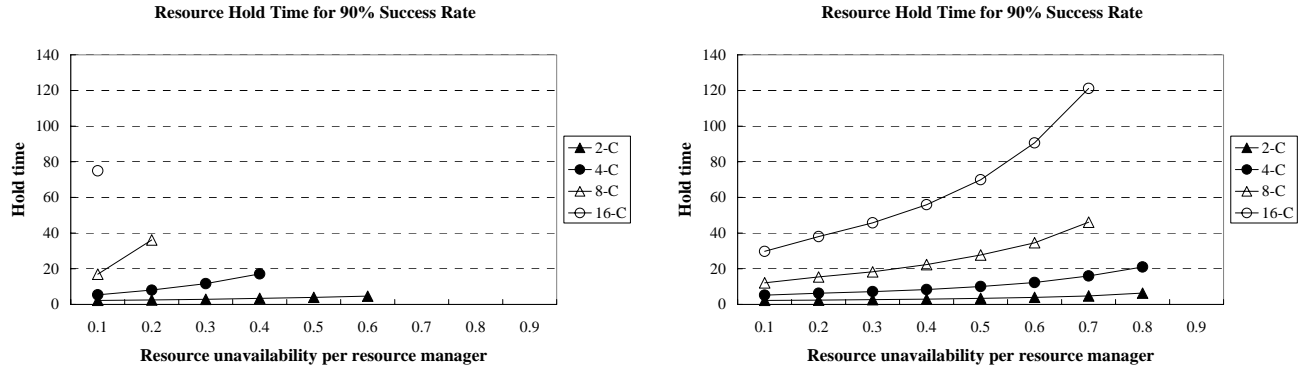 Resource Hold Time for 90% Success Rate
140
120
100
80
60
40
20
0
Hold time
0.1 0.2 0.3 0.4 0.5 0.6 0.7 0.8 0.9
Resource unavailability per resource manager
2-C
4-C
8-C
16-C
Resource Hold Time for 90% Success Rate
140
120
100
80
60
40
20
0
Hold time
0.1 0.2 0.3 0.4 0.5 0.6 0.7 0.8 0.9
Resource unavailability per resource manager
2-C
4-C
8-C
16-C